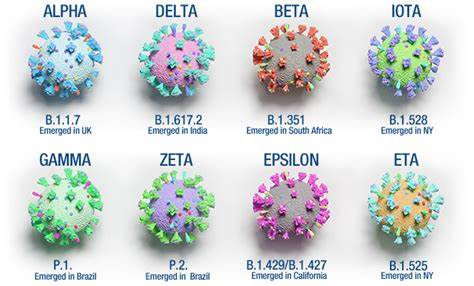 ALPHA
DELTA
BETA
IOTA
B.1.1.7
Emerged in UK
B.1.617.2
Emerged in India
B.1.351
Emerged in South Africa
B.1.528
Emerged in NY
GAMMA
ZETA
EPSILON
ETA
P.1.
Emerged in Brazil
P.2.
Emerged in Brazil
B.1.429/B.1.427
Emerged in California
B.1.525
Emerged in NY